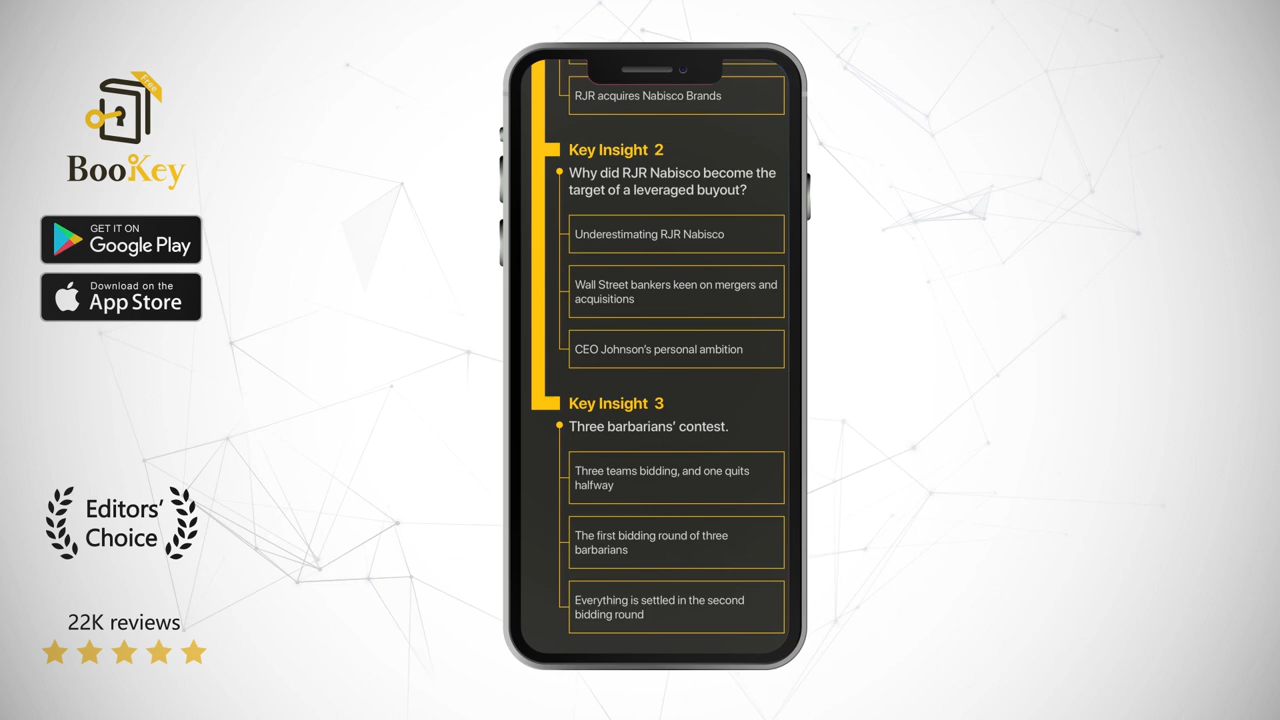 Free
BooKey
GET IT ON
Google Play
Download on the
App Store
Editors’
Choice
22K reviews
RJR acquires Nabisco Brands
Key Insight 2
Why did RJR Nabisco become the
target of a leveraged buyout?
Underestimating RJR Nabisco
Wall Street bankers keen on mergers and
acquisitions
CEO Johnson’s personal ambition
Key Insight 3
Three barbarians’ contest.
Three teams bidding, and one quits
halfway
The first bidding round of three
barbarians
Everything is settled in the second
bidding round